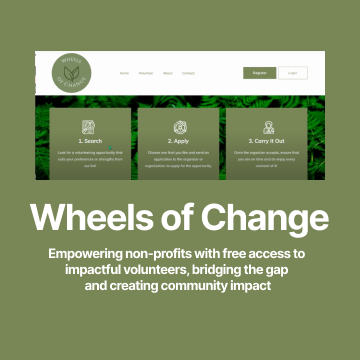 WHEELS
OF CHANGE
Home Volunteer About Contact
Register Login
1. Search
Look for a volunteering opportunity that
suits your preferences or strengths from
our list!
2. Apply
Choose one that you like and send an
application to the organizer or
organization to apply for the opportunity.
3. Carry it Out
Once the organizer accepts, ensure that
you are on time and do enjoy every
moment of it!
Wheels of Change
Empowering non-profits with free access to
impactful volunteers, bridging the gap
and creating community impact